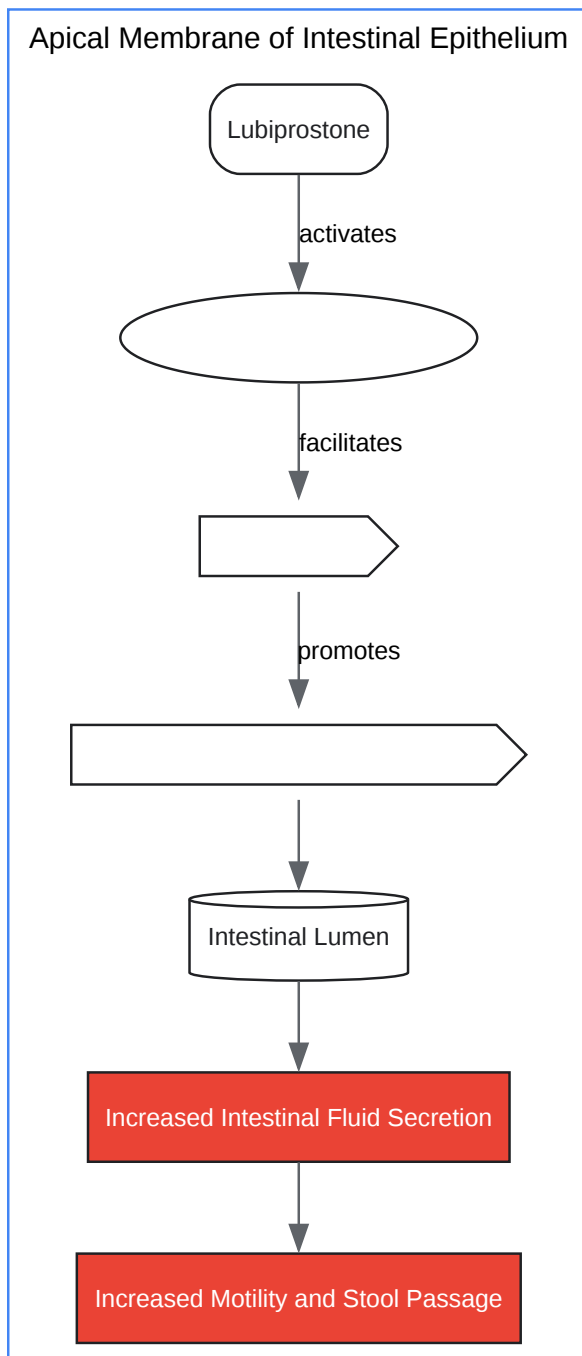 Apical Membrane of Intestinal Epithelium
Lubiprostone
activates
facilitates
promotes
Intestinal Lumen
Increased Intestinal Fluid Secretion
Increased Motility and Stool Passage